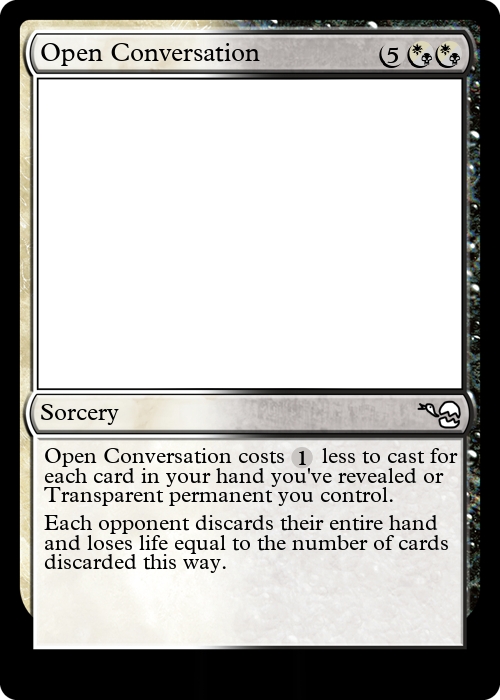 Open Conversation 5
Sorcery
Open Conversation costs 1 less to cast for
each card in your hand you've revealed or
Transparent permanent you control.
Each opponent discards their entire hand
and loses life equal to the number of cards
discarded this way.